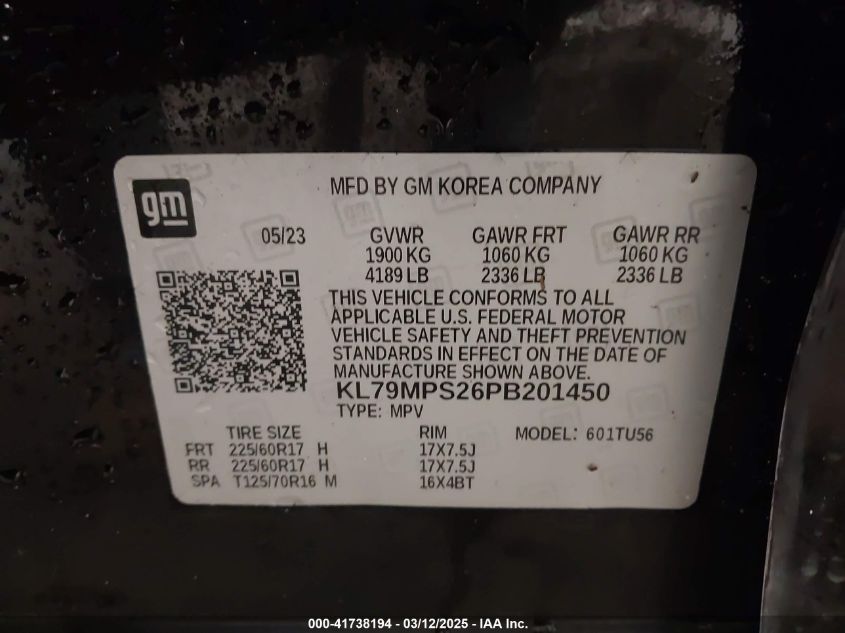 gm
MFD BY GM KOREA COMPANY
05/23 GVWR GAWR FRT GAWR RR
1900 KG 1060 KG 1060 KG
4189 LB 2336 LB 2336 LB
THIS VEHICLE CONFORMS TO ALL
APPLICABLE U.S. FEDERAL MOTOR
VEHICLE SAFETY AND THEFT PREVENTION
STANDARDS IN EFFECT ON THE DATE OF
MANUFACTURE SHOWN ABOVE.
KL79MPS26PB201450
TYPE: MPV
TIRE SIZE RIM MODEL: 601TU56
FRT 225/60R17 H 17X7.5J
RR 225/60R17 H 17X7.5J
SPA T125/70R16 M 16X4BT
000-41738194 - 03/12/2025 - IAA Inc.